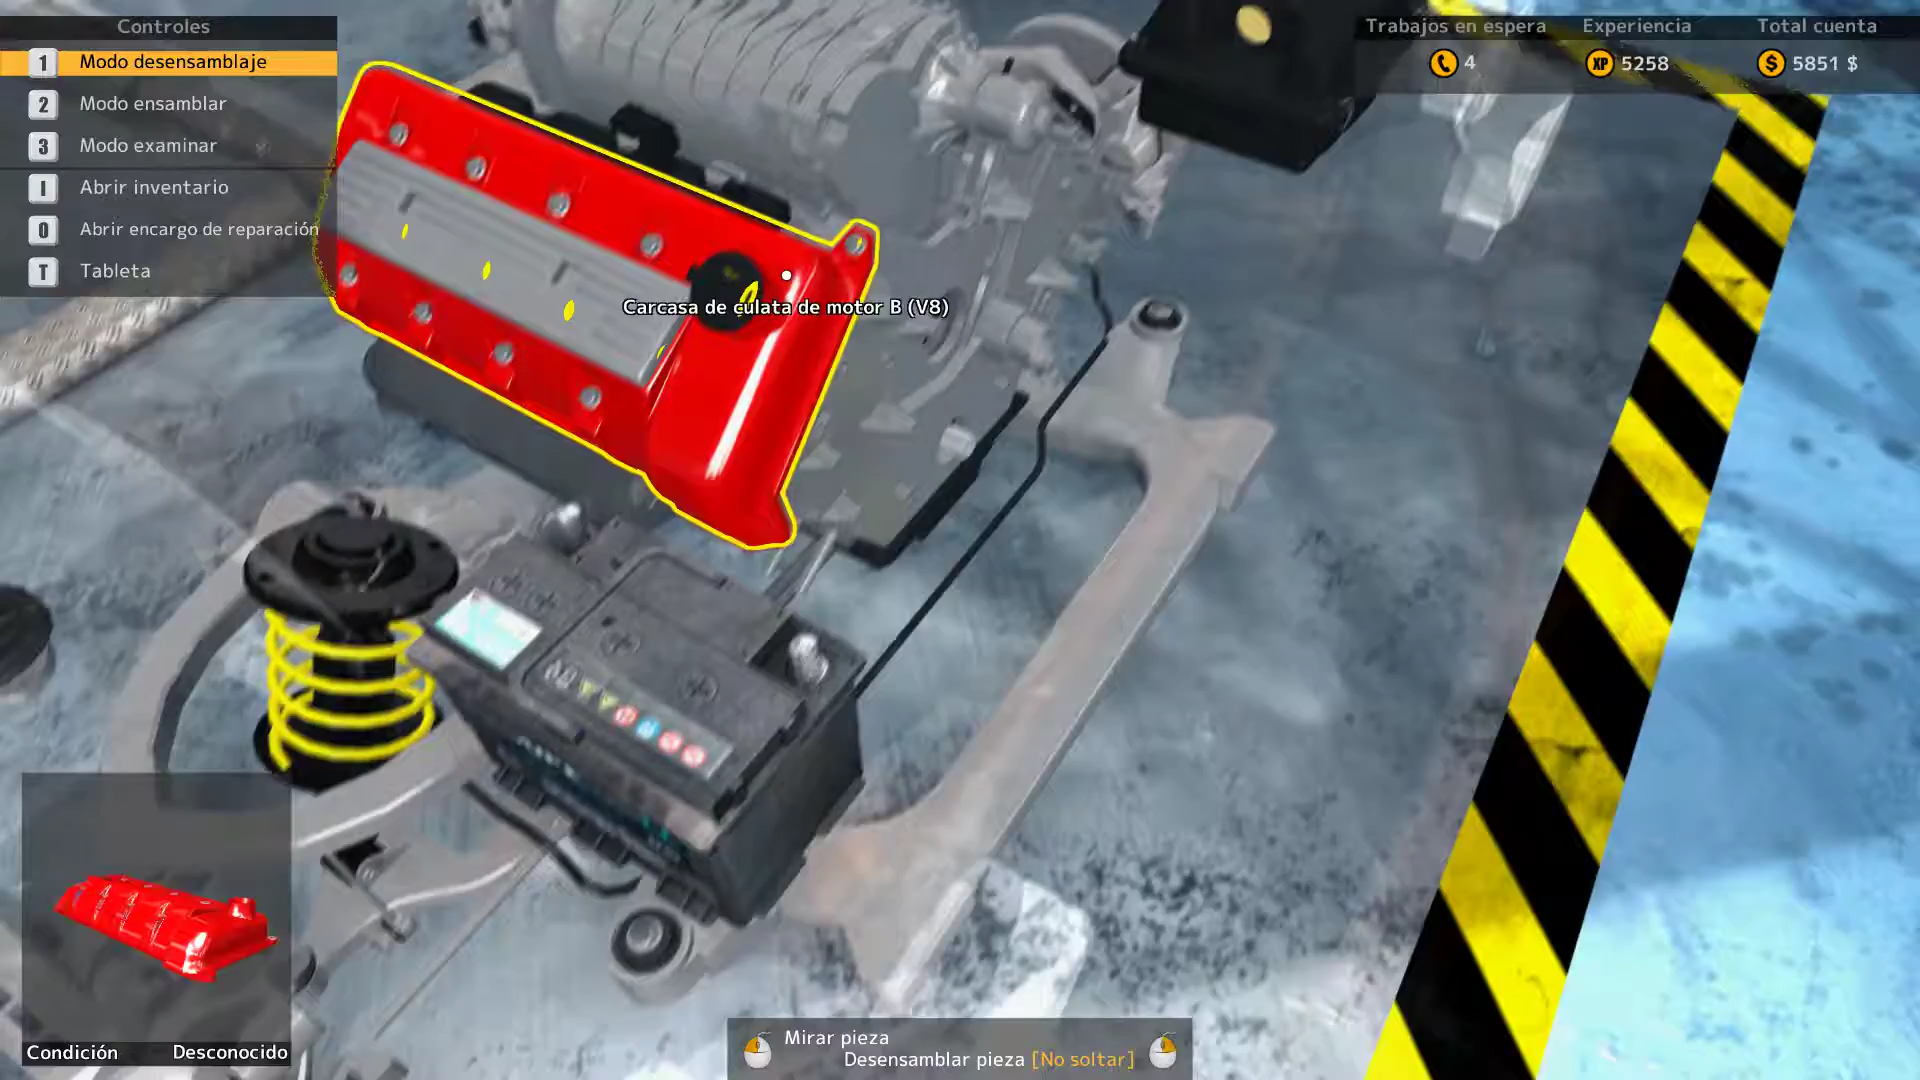 Controles
1 Modo desensamblaje
2 Modo ensamblar
3 Modo examinar
I Abrir inventario
O Abrir encargo de reparación
T Tableta
Trabajos en espera Experiencia Total cuenta
4 XP 5258 $ 5851 $
Carcasa de culata de motor B (V8)
Condición Desconocido
Mirar pieza
Desensamblar pieza [No soltar]